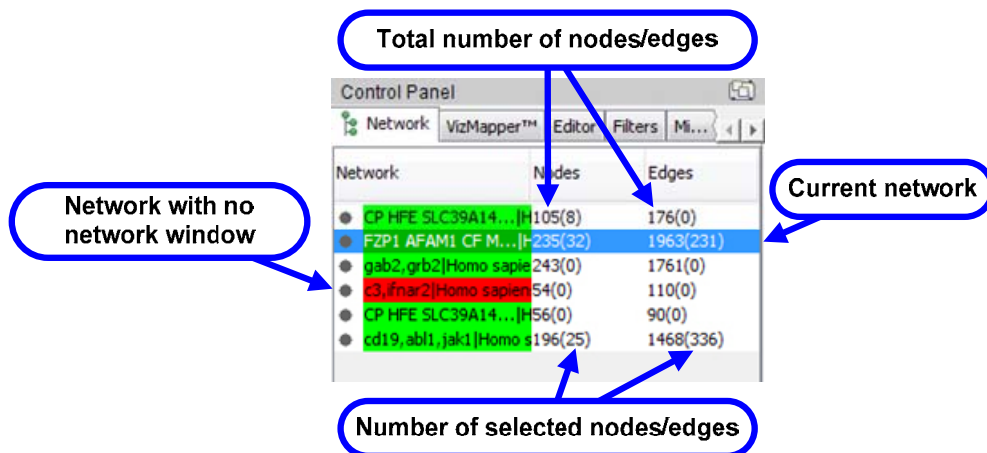 Total number of nodes/edges
Control Panel
Network VizMapper™ Editor Filters Mi...
Network Nodes Edges
CP HFE SLC39A14...|H 105(8) 176(0)
FZP1 AFAM1 CF M...|H 235(32) 1963(231)
gab2,grb2|Homo sapie 243(0) 1761(0)
c3,ifnar2|Homo sapien 54(0) 110(0)
CP HFE SLC39A14...|H 56(0) 90(0)
cd19,abl1,jak1|Homo s 196(25) 1468(336)
Network with no
network window
Current network
Number of selected nodes/edges